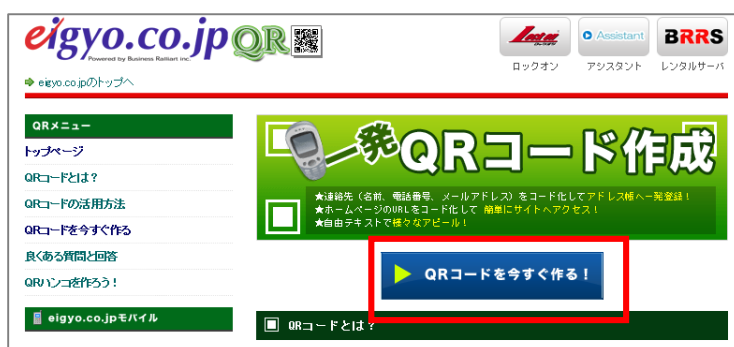 eigyo.co.jp QR
Powered by Business Ralliart inc.
BRRS
Assistant
ロックオン
アシスタント
レンタルサーバ
eigyo.co.jpのトップへ
QRメニュー
トップページ
QRコードとは？
QRコードの活用方法
QRコードを今すぐ作る
良くある質問と回答
QRハンコを作ろう！
eigyo.co.jpモバイル
一発QRコード作成
★連絡先（名前、電話番号、メールアドレス）をコード化してアドレス帳へ一発登録！
★ホームページのURLをコード化して 簡単にサイトへアクセス！
★自由テキストで様々なアピール！
QRコードを今すぐ作る！
QRコードとは？